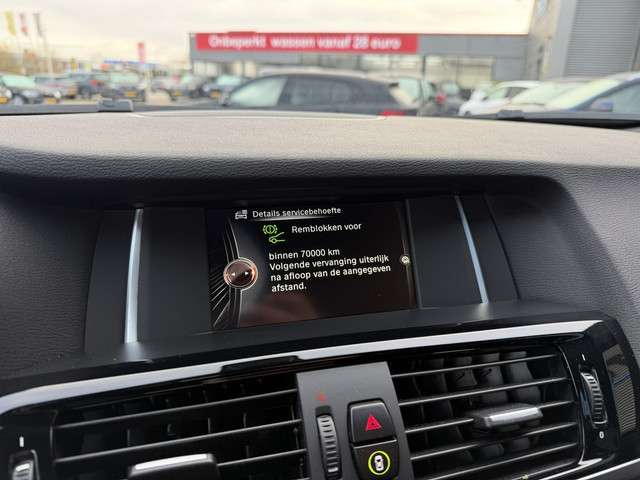 Onbeperkt wassen vanaf 28 euro
Details servicebehoefte
Remblokken voor
binnen 70000 km
Volgende vervanging uiterlijk
na afloop van de aangegeven
afstand.